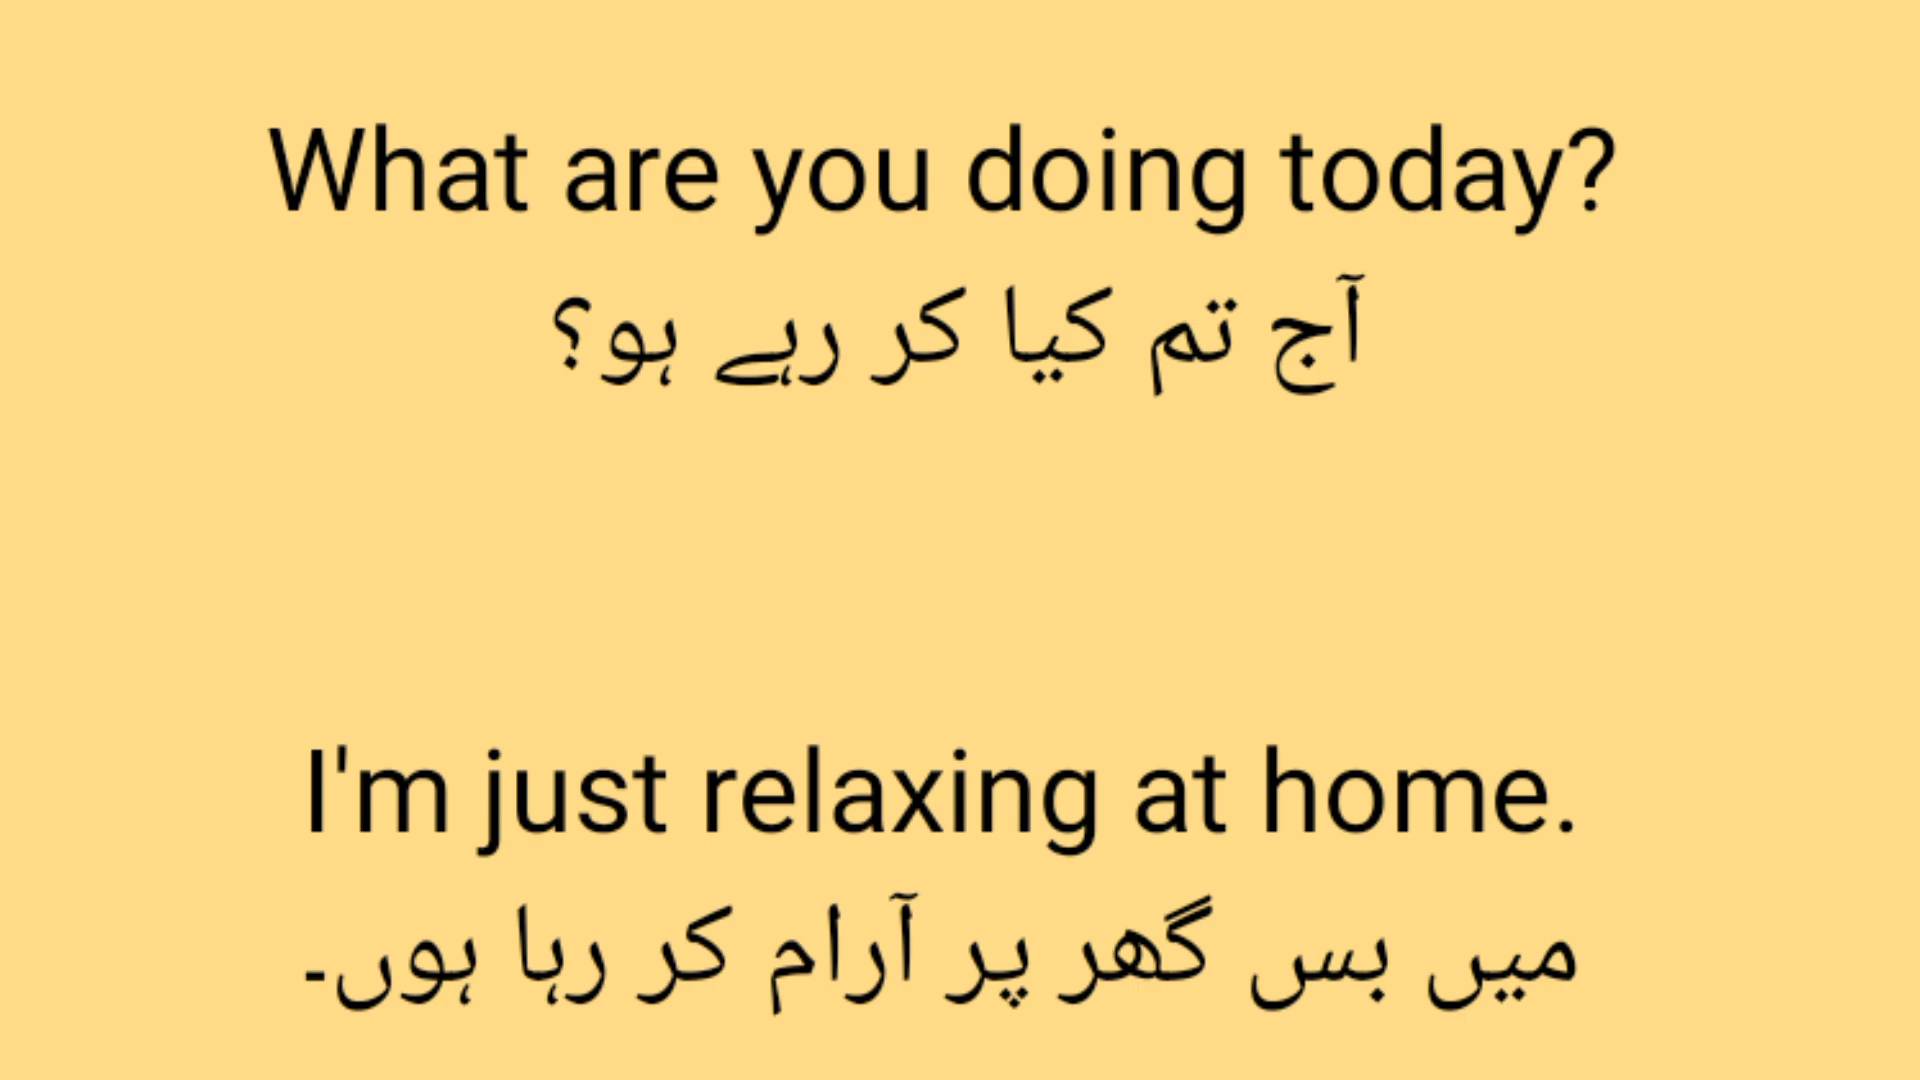 What are you doing today?
آج تم کیا کر رہے ہو؟
I'm just relaxing at home.
میں بس گھر پر آرام کر رہا ہوں۔